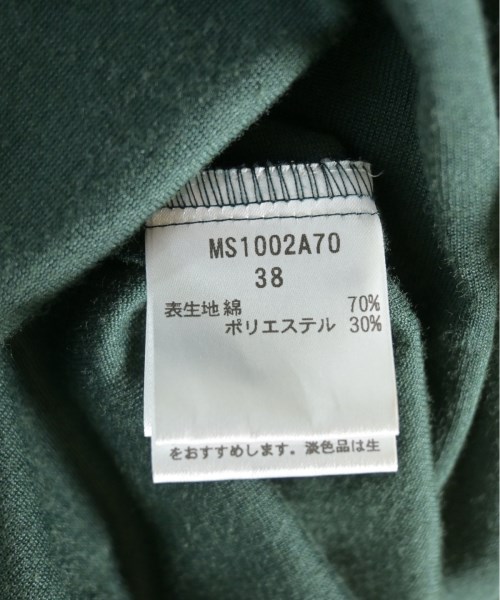 MS1002A70
38
表生地 綿 70%
ポリエステル 30%
をおすすめします。淡色品は生